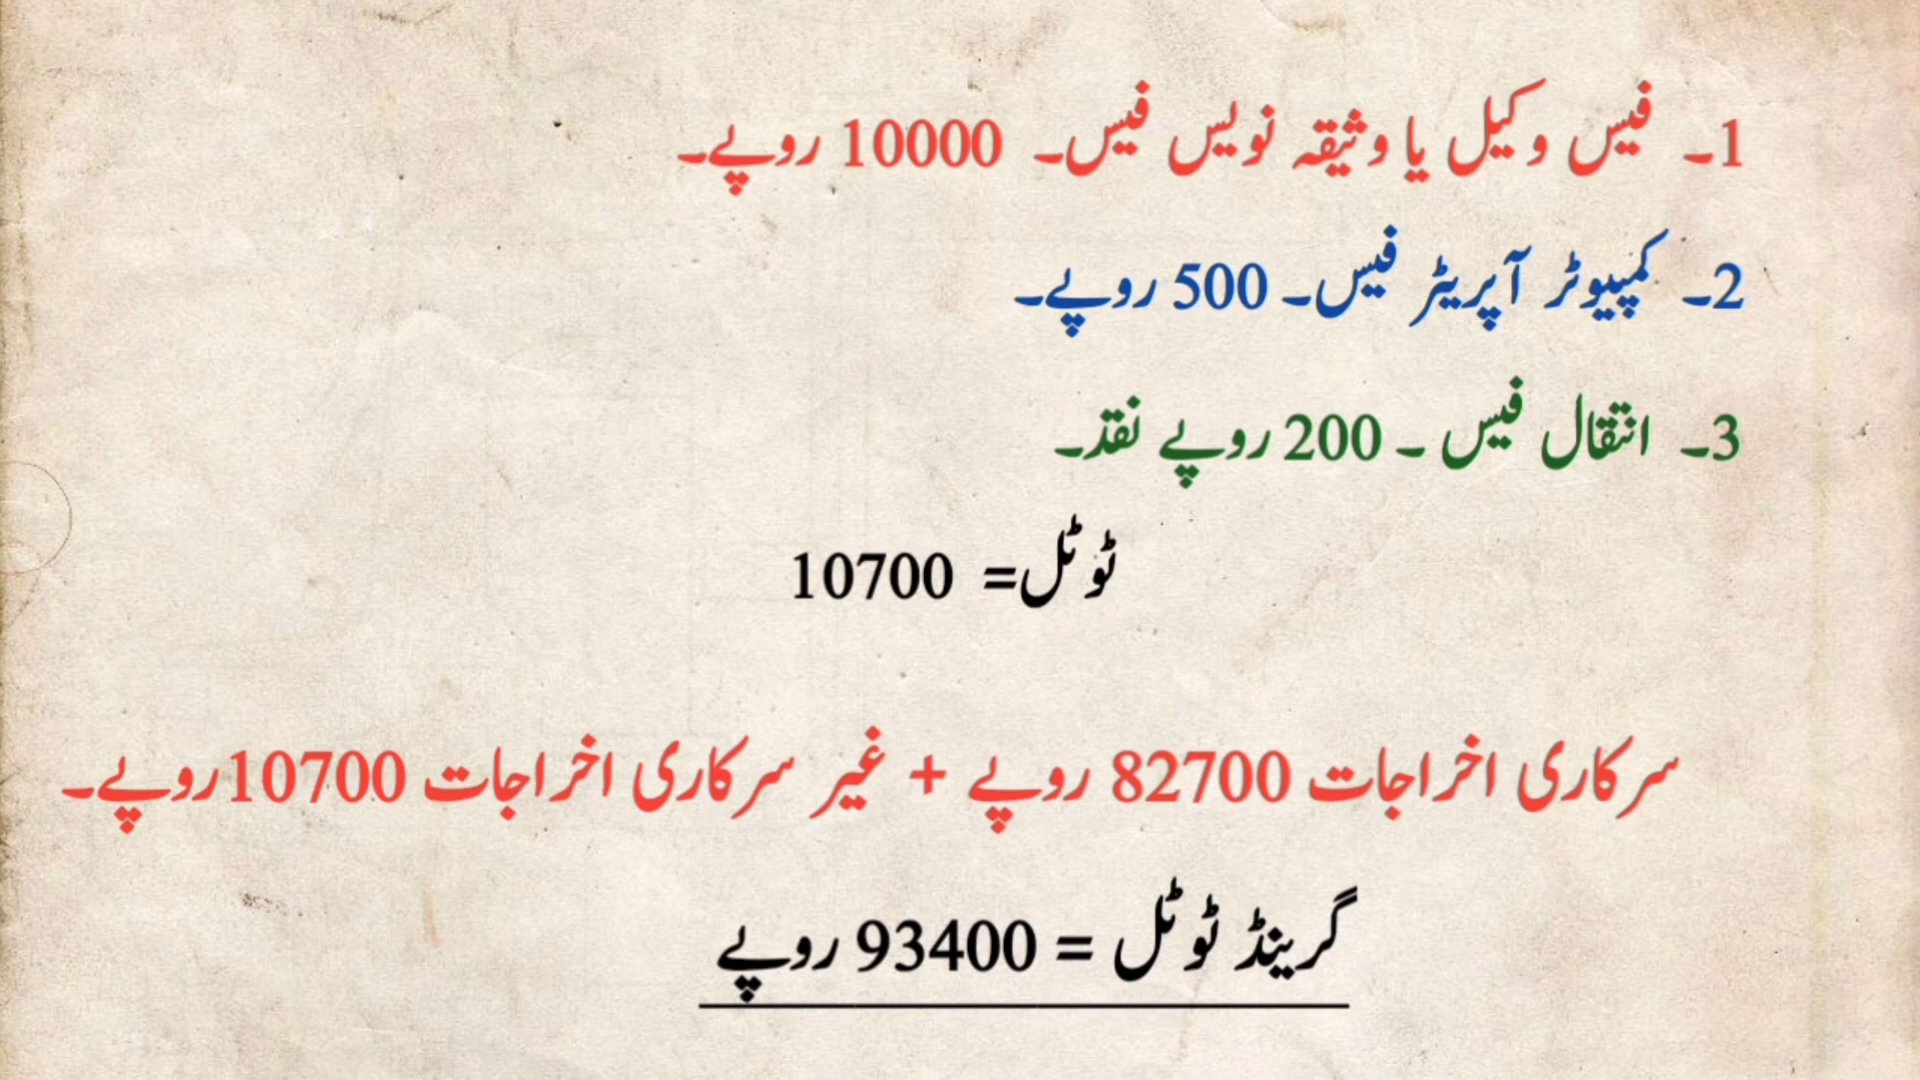 1۔ فیس وکیل یا وثیقہ نویس فیس۔ 10000 روپے۔
2۔ کمپیوٹر آپریٹر فیس۔ 500 روپے۔
3۔ انتقال فیس ۔ 200 روپے نقد۔
ٹوٹل= 10700
سرکاری اخراجات 82700 روپے + غیر سرکاری اخراجات 10700روپے۔
گرینڈ ٹوٹل = 93400 روپے